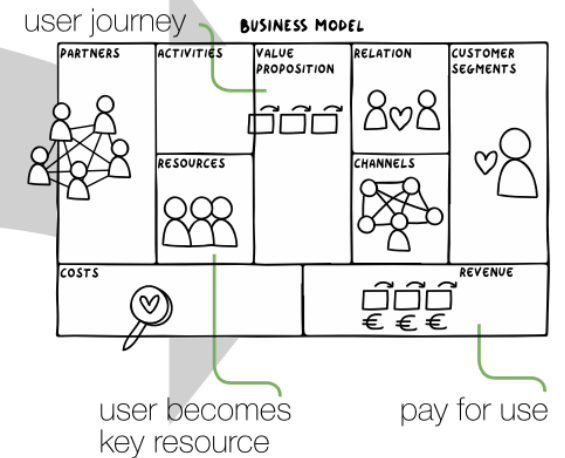 user journey
BUSINESS MODEL
PARTNERS
ACTIVITIES
VALUE
PROPOSITION
RELATION
CUSTOMER
SEGMENTS
RESOURCES
CHANNELS
COSTS
REVENUE
€ € €
user becomes
key resource
pay for use